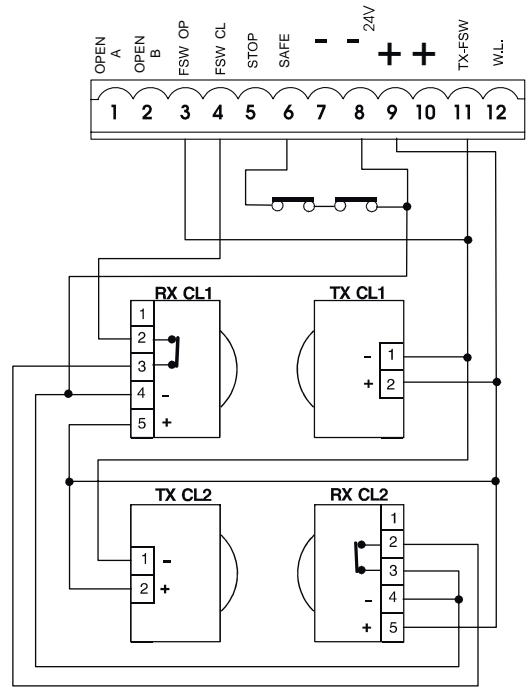 OPEN A
OPEN B
FSW OP
FSW CL
STOP
SAFE
-
-
24V
+
+
TX-FSW
W.L.
1 2 3 4 5 6 7 8 9 10 11 12
RX CL1
1
2
3
4 -
5 +
TX CL1
- 1
+ 2
TX CL2
1 -
2 +
RX CL2
1
2
3
- 4
+ 5